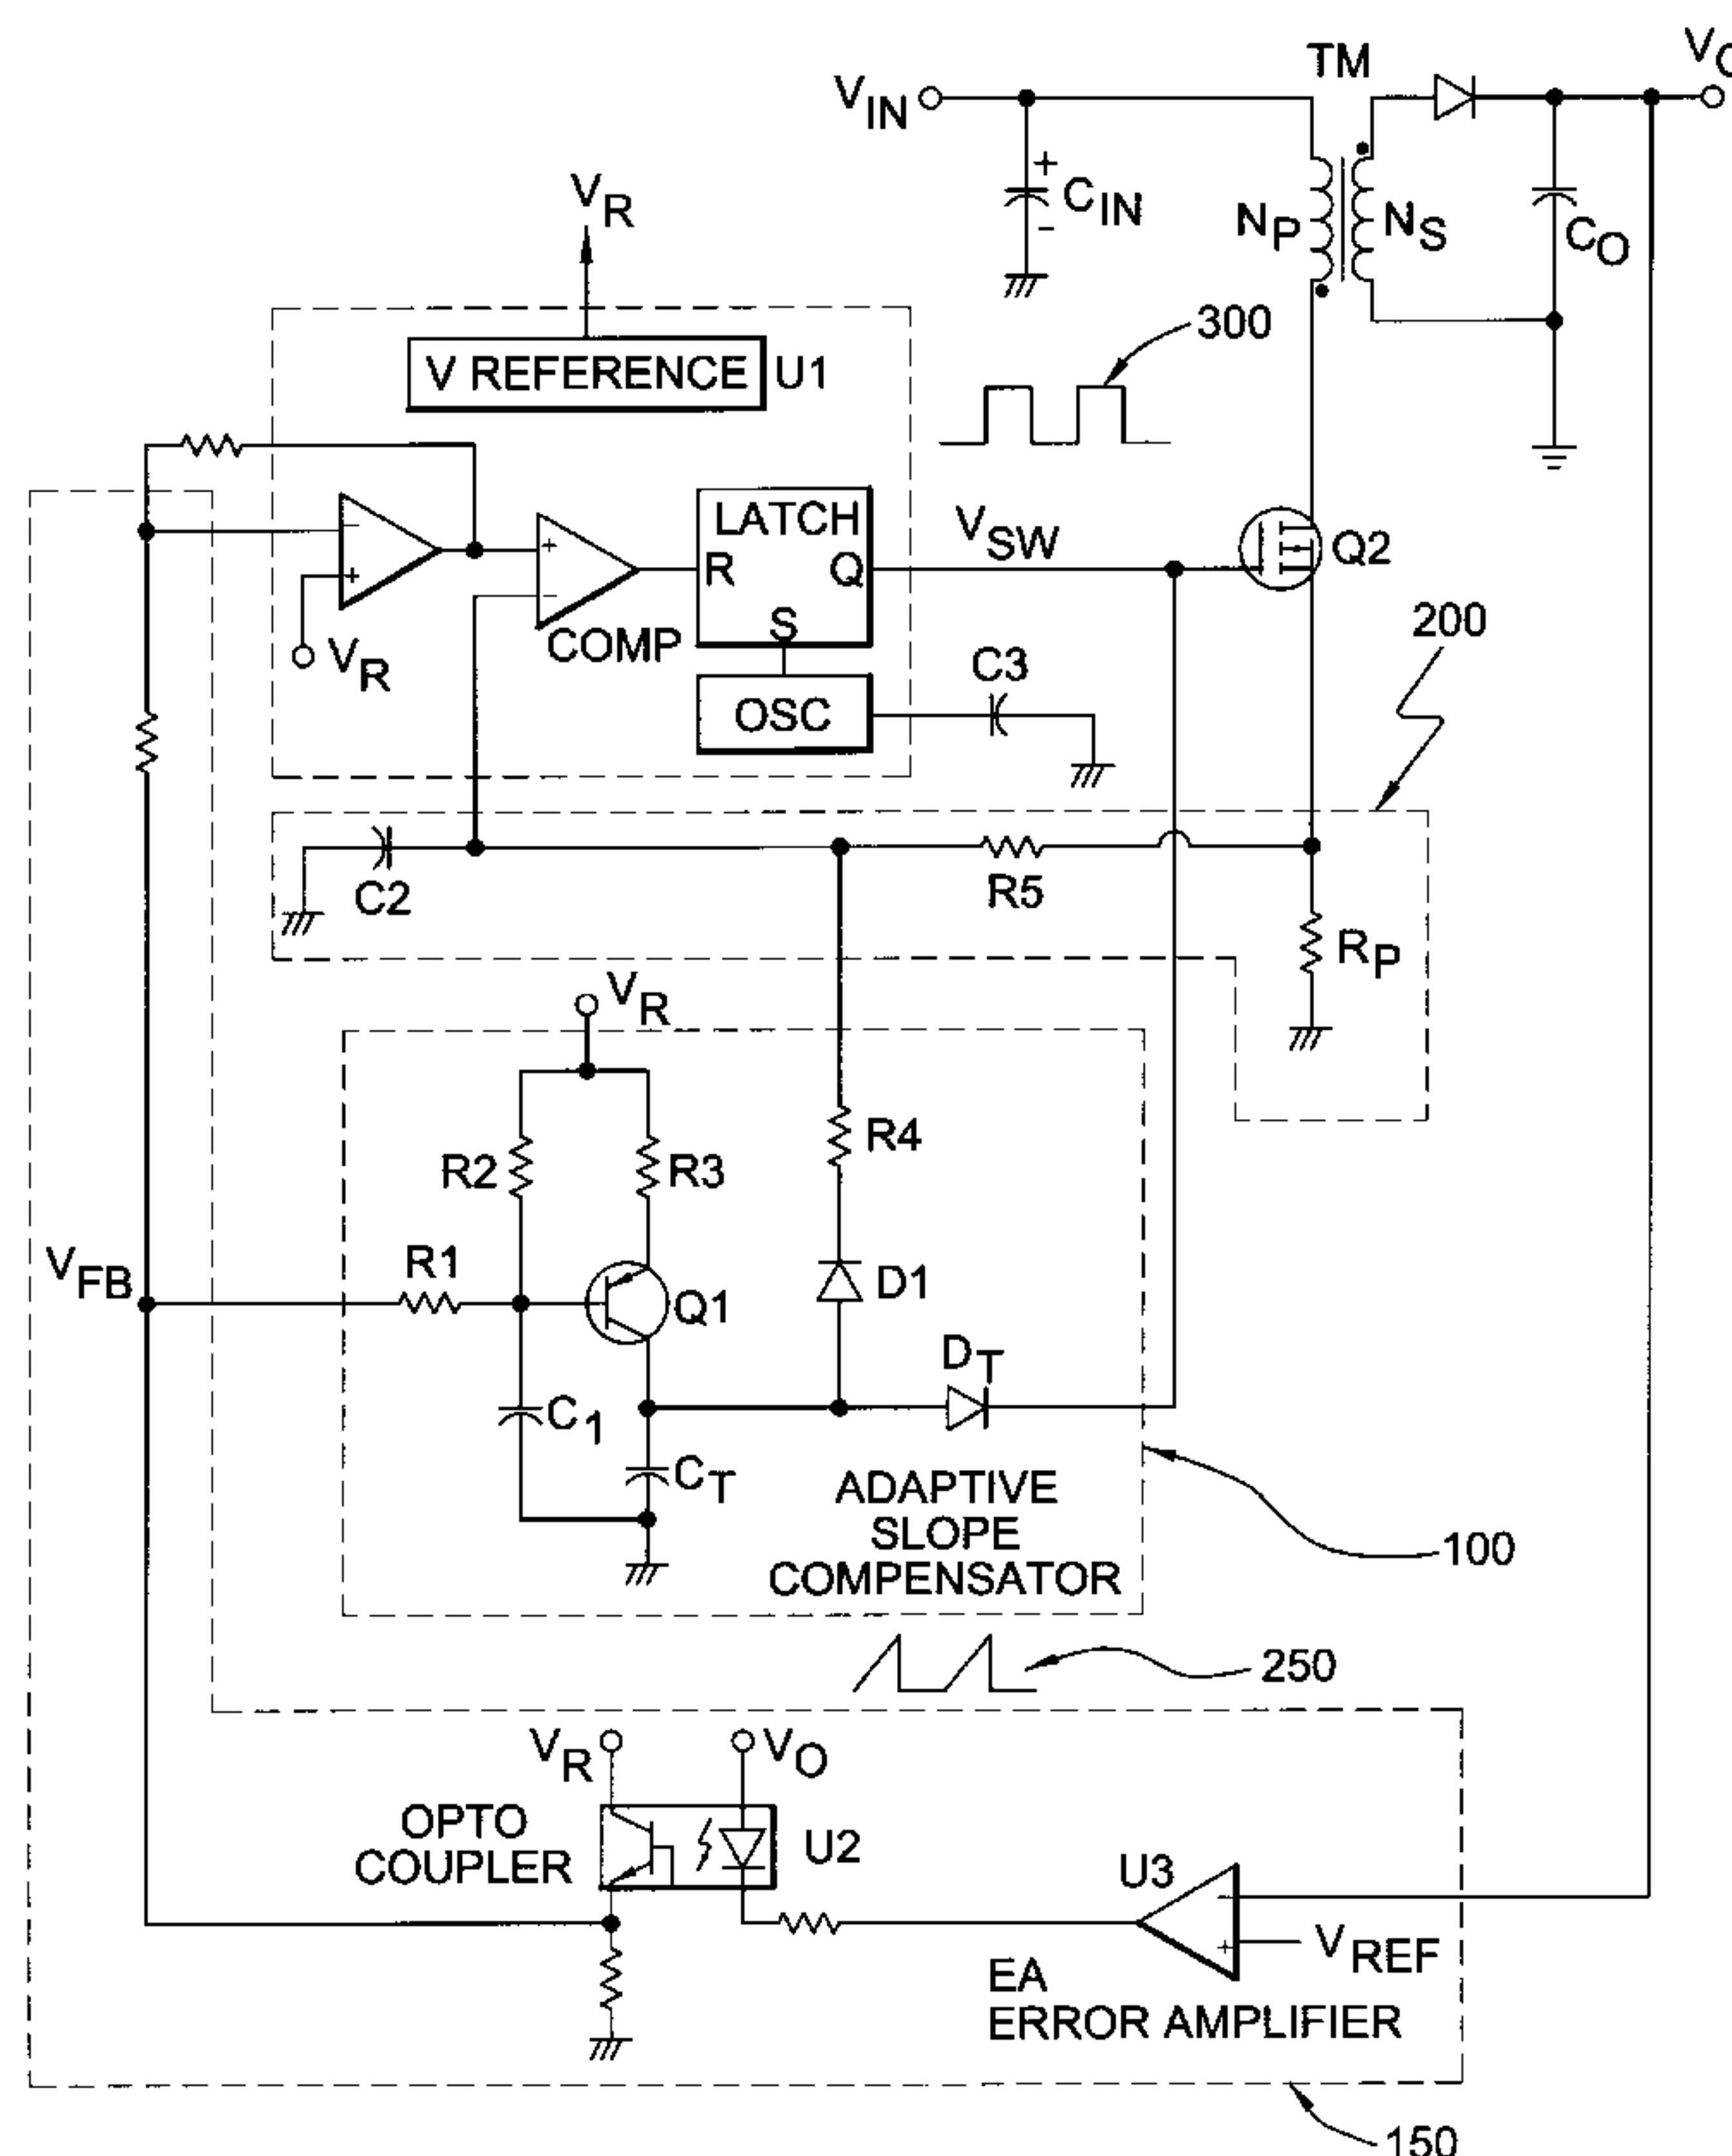 TM
VO
VIN
+
CIN
-
NP
NS
CO
VR
300
V REFERENCE
U1
LATCH
R
Q
S
VSW
Q2
-
+
+
-
COMP
VR
OSC
C3
200
C2
R5
RP
VR
R2
R3
R4
VFB
R1
Q1
D1
DT
C1
CT
ADAPTIVE
SLOPE
COMPENSATOR
100
250
VR
VO
OPTO
COUPLER
U2
U3
-
+
VREF
EA
ERROR AMPLIFIER
150